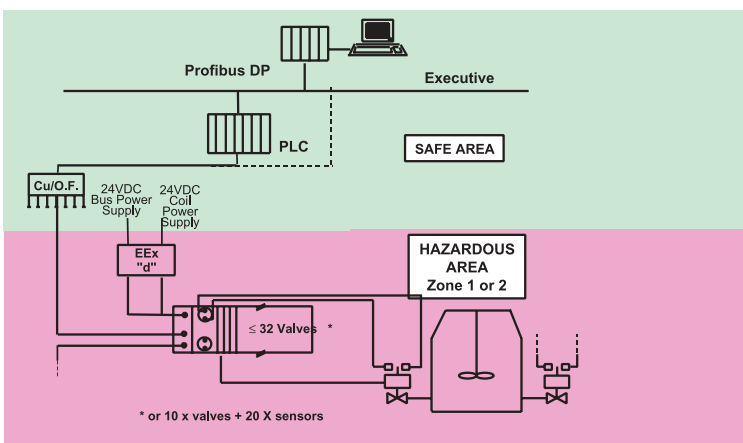 Profibus DP
Executive
PLC
SAFE AREA
Cu/O.F.
24VDC
Bus Power
Supply
24VDC
Coil
Power
Supply
EEx
"d"
HAZARDOUS
AREA
Zone 1 or 2
≤ 32 Valves *
* or 10 x valves + 20 X sensors